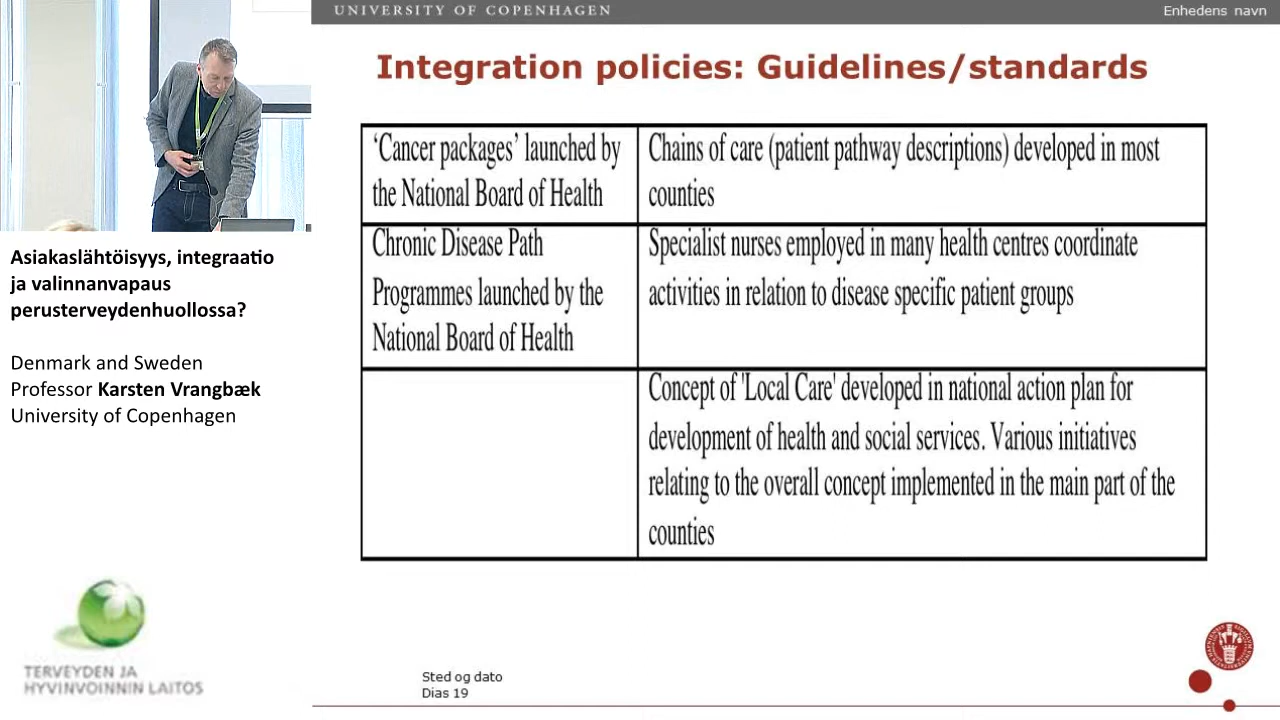 UNIVERSITY OF COPENHAGEN
Enhedens navn
Integration policies: Guidelines/standards
‘Cancer packages’ launched by
the National Board of Health
Chains of care (patient pathway descriptions) developed in most
counties
Chronic Disease Path
Programmes launched by the
National Board of Health
Specialist nurses employed in many health centres coordinate
activities in relation to disease specific patient groups
Concept of 'Local Care' developed in national action plan for
development of health and social services. Various initiatives
relating to the overall concept implemented in the main part of the
counties
Asiakaslähtöisyys, integraatio
ja valinnanvapaus
perusterveydenhuollossa?
Denmark and Sweden
Professor Karsten Vrangbæk
University of Copenhagen
TERVEYDEN JA
HYVINVOINNIN LAITOS
Sted og dato
Dias 19